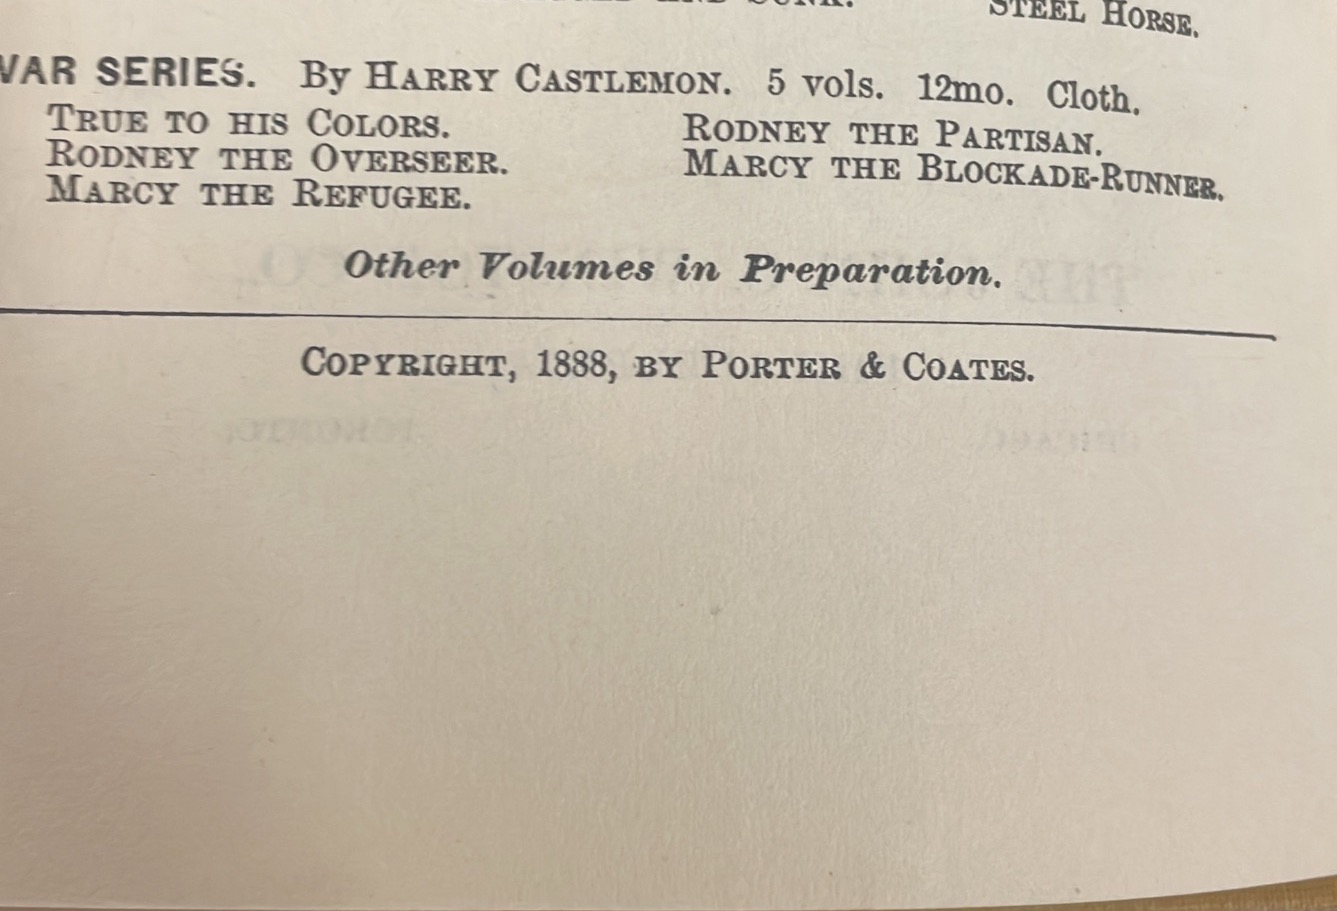 STEEL HORSE.
WAR SERIES. By HARRY CASTLEMON. 5 vols. 12mo. Cloth.
TRUE TO HIS COLORS. RODNEY THE PARTISAN.
RODNEY THE OVERSEER. MARCY THE BLOCKADE-RUNNER.
MARCY THE REFUGEE.
Other Volumes in Preparation.
COPYRIGHT, 1888, BY PORTER & COATES.